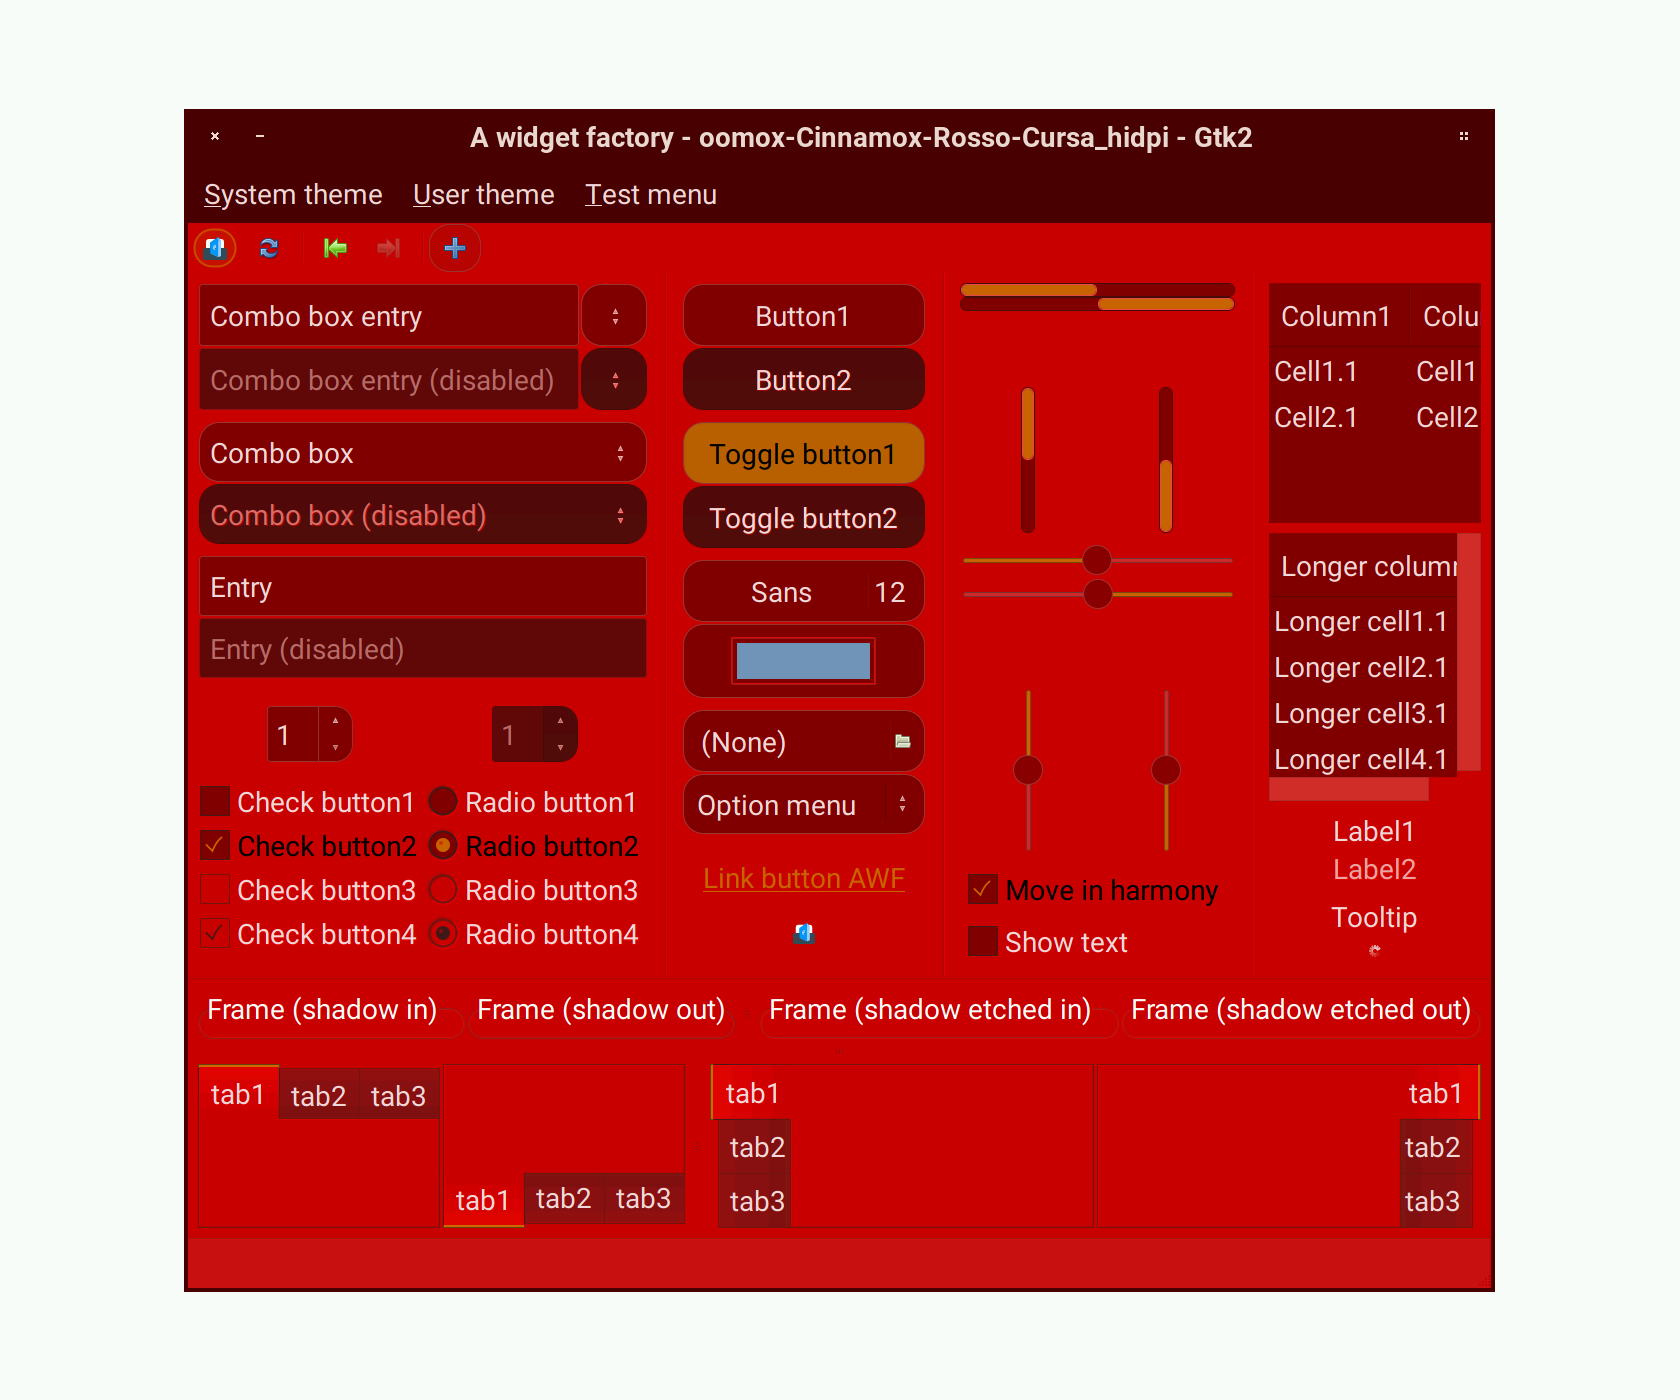 A widget factory - oomox-Cinnamox-Rosso-Cursa_hidpi - Gtk2
System theme User theme Test menu
Combo box entry
Combo box entry (disabled)
Combo box
Combo box (disabled)
Entry
Entry (disabled)
1 1
Check button1 Radio button1
Check button2 Radio button2
Check button3 Radio button3
Check button4 Radio button4
Button1
Button2
Toggle button1
Toggle button2
Sans 12
(None)
Option menu
Link button AWF
Move in harmony
Show text
Column1 Colu
Cell1.1 Cell1
Cell2.1 Cell2
Longer colum
Longer cell1.1
Longer cell2.1
Longer cell3.1
Longer cell4.1
Label1
Label2
Tooltip
Frame (shadow in) Frame (shadow out) Frame (shadow etched in) Frame (shadow etched out)
tab1 tab2 tab3
tab1 tab2 tab3
tab1
tab2
tab3
tab1
tab2
tab3